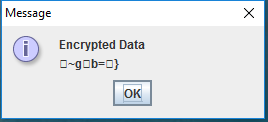 Message
Encrypted Data
▯~g▯b=▯}
OK